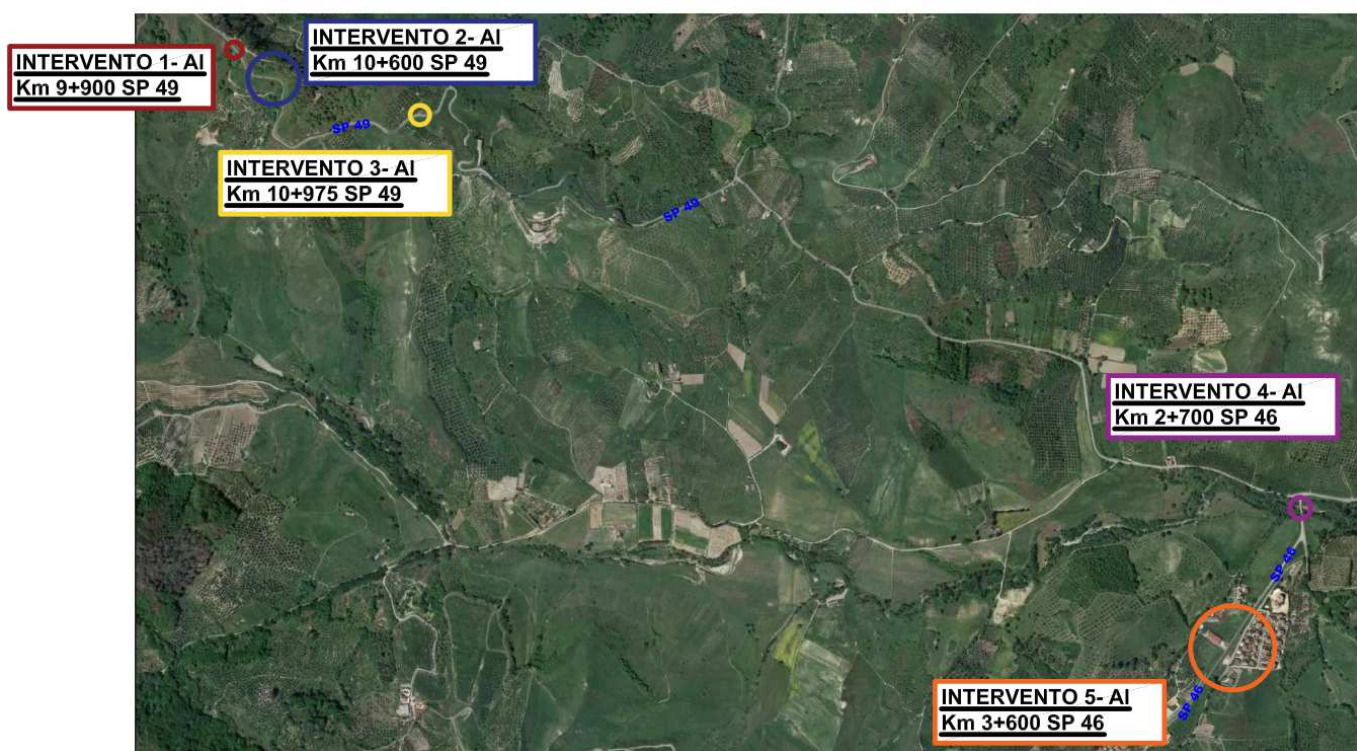 INTERVENTO 1- AI
Km 9+900 SP 49
INTERVENTO 2- AI
Km 10+600 SP 49
SP 49
INTERVENTO 3- AI
Km 10+975 SP 49
SP 49
INTERVENTO 4- AI
Km 2+700 SP 46
SP 46
INTERVENTO 5- AI
Km 3+600 SP 46
SP 46